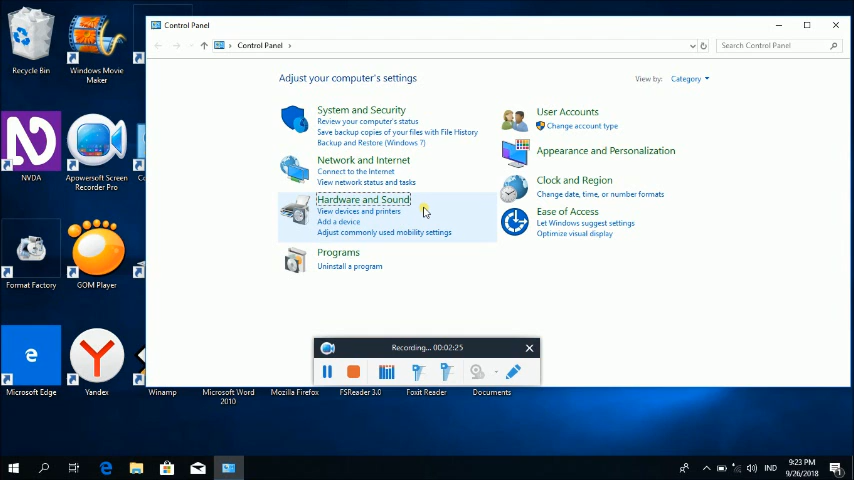 Control Panel
Control Panel
Search Control Panel
Adjust your computer's settings
View by: Category
System and Security
Review your computer's status
Save backup copies of your files with File History
Backup and Restore (Windows 7)
Network and Internet
Connect to the Internet
View network status and tasks
Hardware and Sound
View devices and printers
Add a device
Adjust commonly used mobility settings
Programs
Uninstall a program
User Accounts
Change account type
Appearance and Personalization
Clock and Region
Change date, time, or number formats
Ease of Access
Let Windows suggest settings
Optimize visual display
Recording... 00:02:25
Recycle Bin
Windows Movie
Maker
NVDA
Apowersoft Screen
Recorder Pro
Format Factory
GOM Player
Microsoft Edge
Yandex
Winamp
Microsoft Word
2010
Mozilla Firefox
FSReader 3.0
Foxit Reader
Documents
IND
9:23 PM
9/26/2018
1